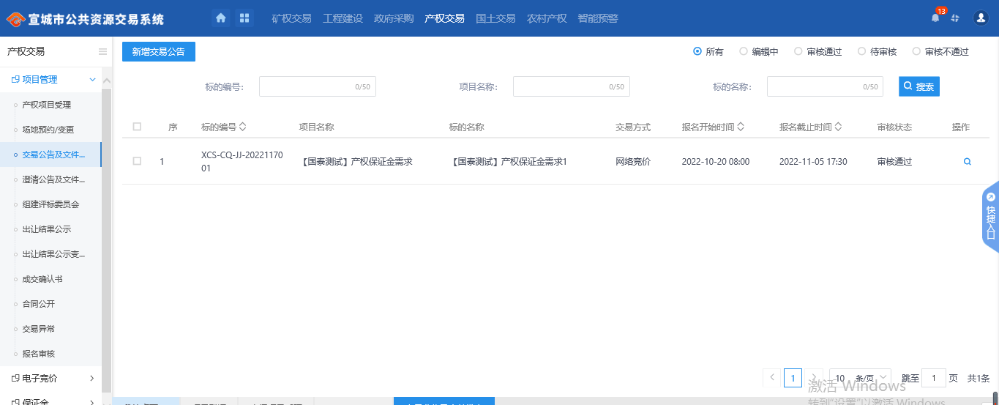 宣城市公共资源交易系统
矿权交易 工程建设 政府采购 产权交易 国土交易 农村产权 智能预警
13
产权交易
项目管理
产权项目受理
场地预约/变更
交易公告及文件...
澄清公告及文件...
组建评标委员会
出让结果公示
出让结果公示变...
成交确认书
合同公开
交易异常
报名审核
电子竞价
保证金
新增交易公告
所有 编辑中 审核通过 待审核 审核不通过
标的编号: 0/50 项目名称: 0/50 标的名称: 0/50 搜索
序 标的编号 项目名称 标的名称 交易方式 报名开始时间 报名截止时间 审核状态 操作
1 XCS-CQ-JJ-20221170 【国泰测试】产权保证金需求 【国泰测试】产权保证金需求1 网络竞价 2022-10-20 08:00 2022-11-05 17:30 审核通过
01
快捷入口
1 10 条/页 跳至 1 页 共1条
激活 Windows
转到"设置"以激活 Windows